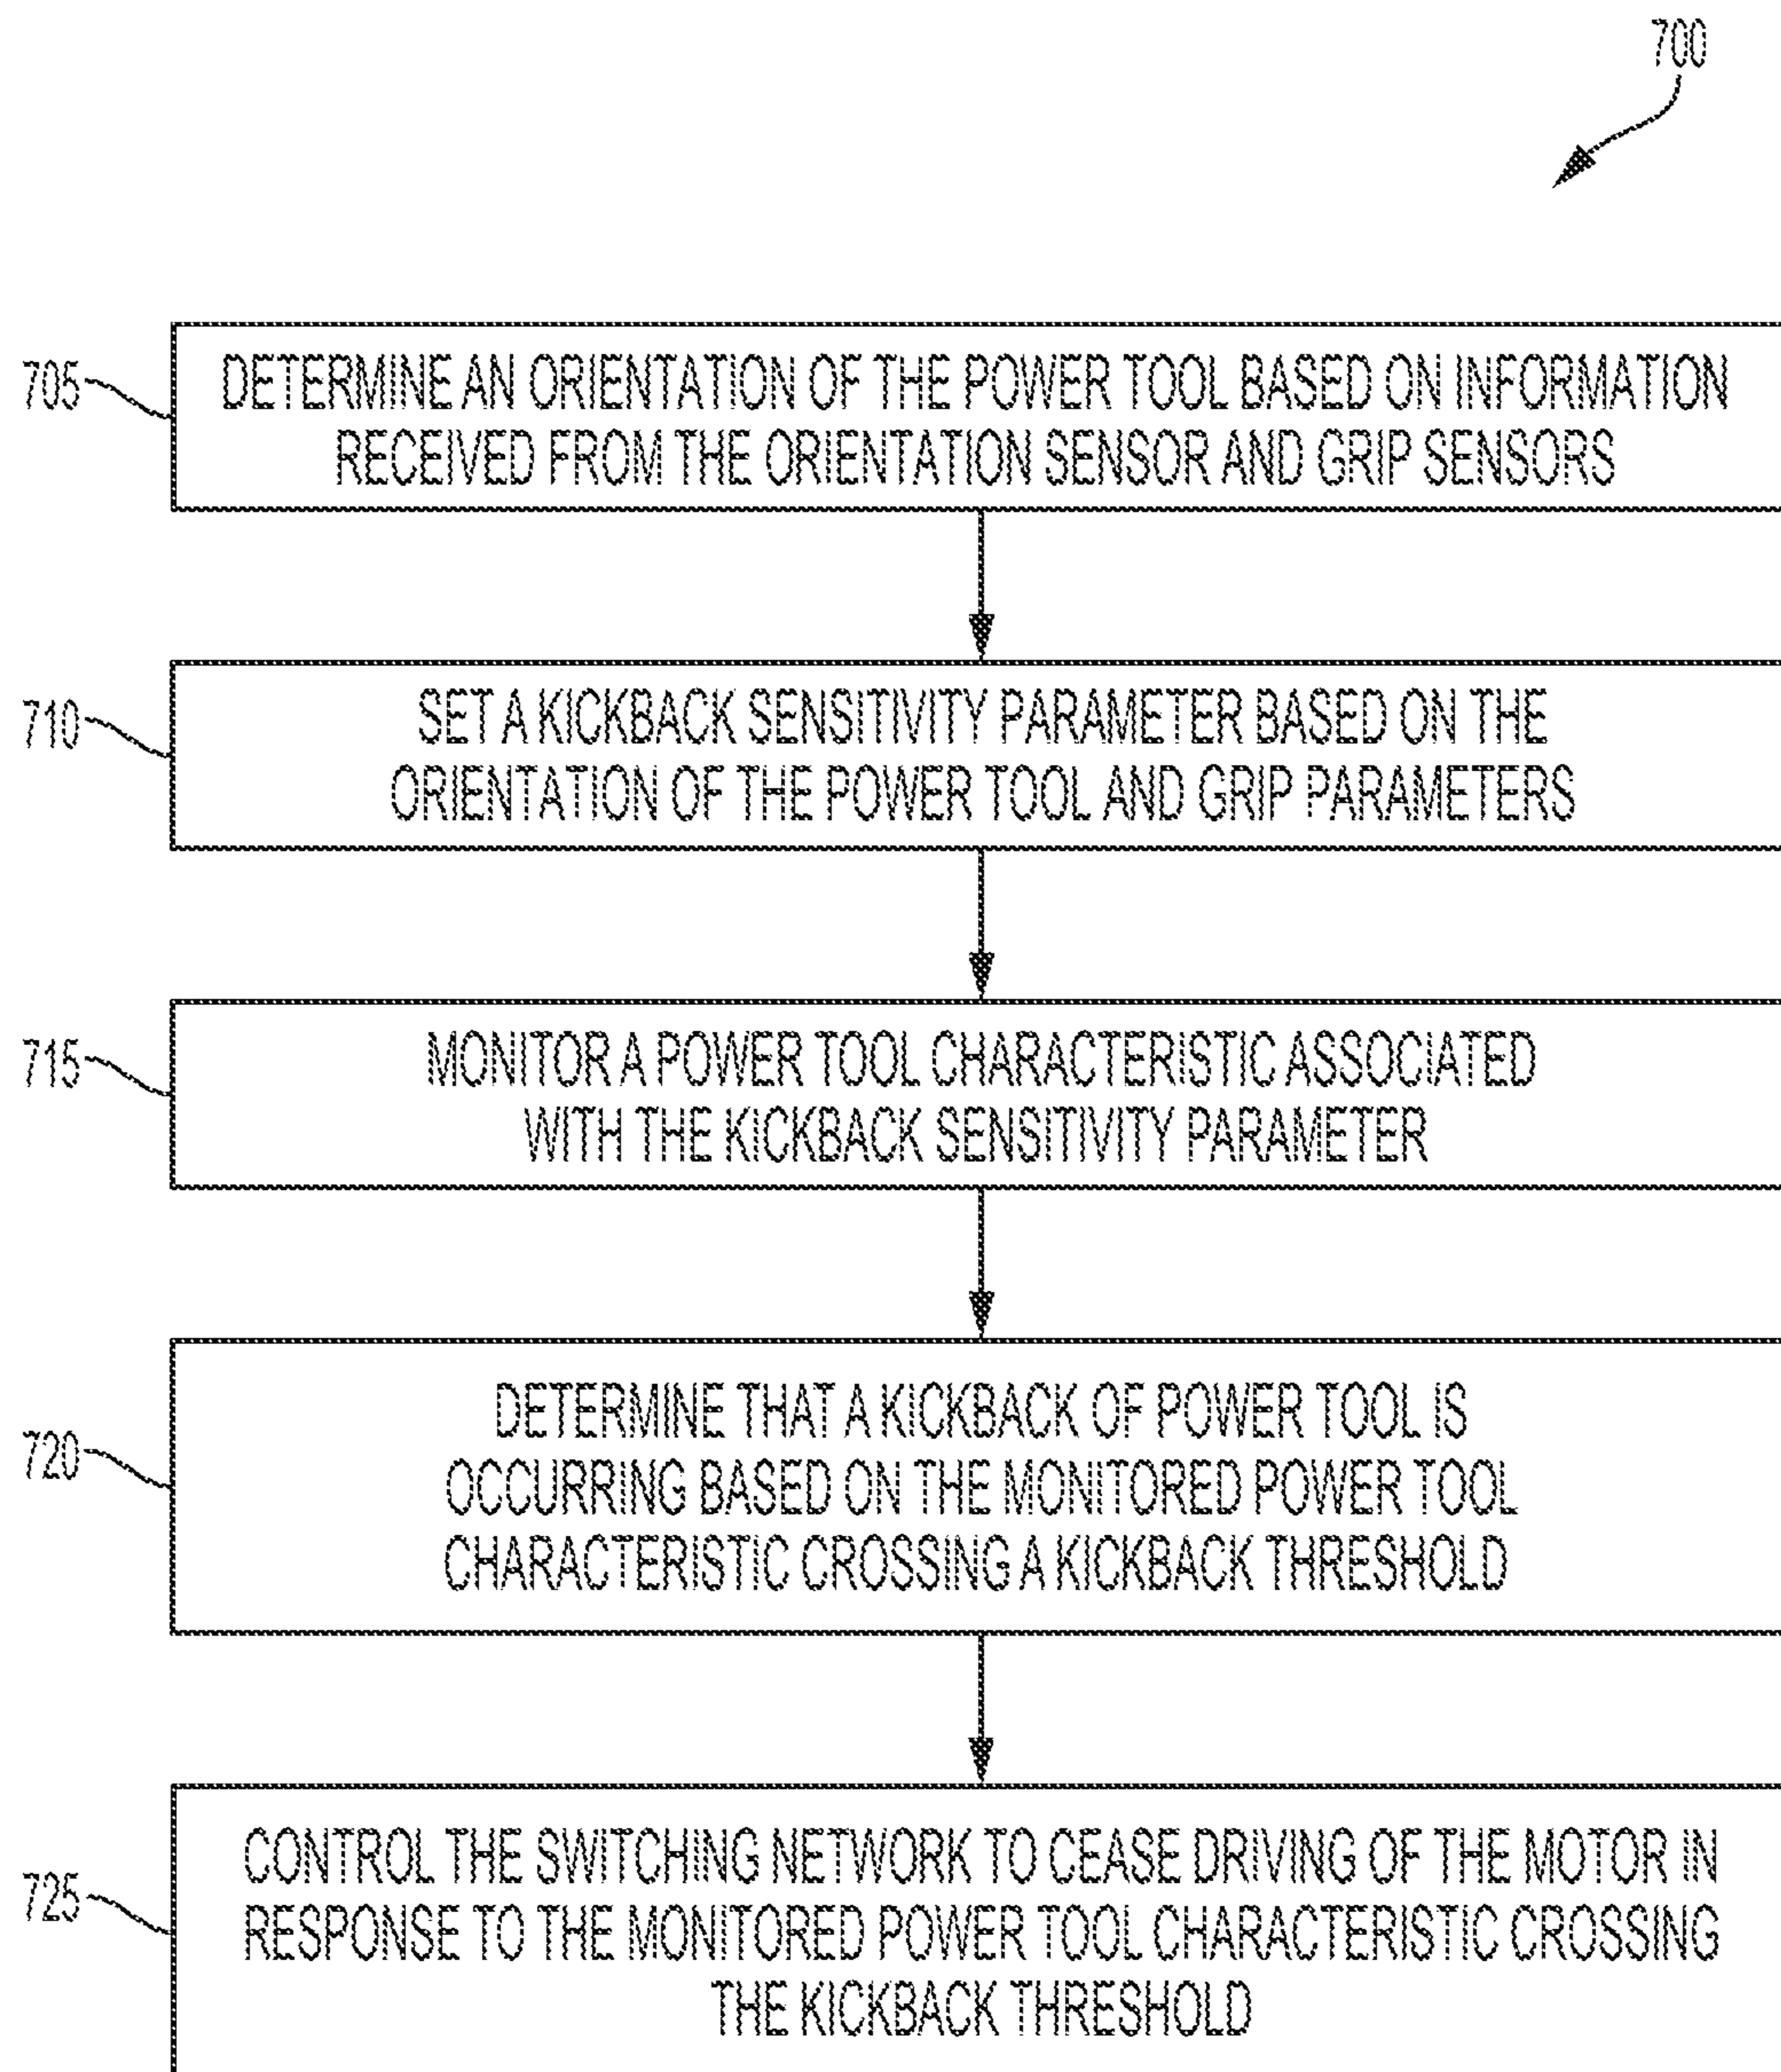 700
705
DETERMINE AN ORIENTATION OF THE POWER TOOL BASED ON INFORMATION
RECEIVED FROM THE ORIENTATION SENSOR AND GRIP SENSORS
710
SET A KICKBACK SENSITIVITY PARAMETER BASED ON THE
ORIENTATION OF THE POWER TOOL AND GRIP PARAMETERS
715
MONITOR A POWER TOOL CHARACTERISTIC ASSOCIATED
WITH THE KICKBACK SENSITIVITY PARAMETER
720
DETERMINE THAT A KICKBACK OF POWER TOOL IS
OCCURRING BASED ON THE MONITORED POWER TOOL
CHARACTERISTIC CROSSING A KICKBACK THRESHOLD
725
CONTROL THE SWITCHING NETWORK TO CEASE DRIVING OF THE MOTOR IN
RESPONSE TO THE MONITORED POWER TOOL CHARACTERISTIC CROSSING
THE KICKBACK THRESHOLD